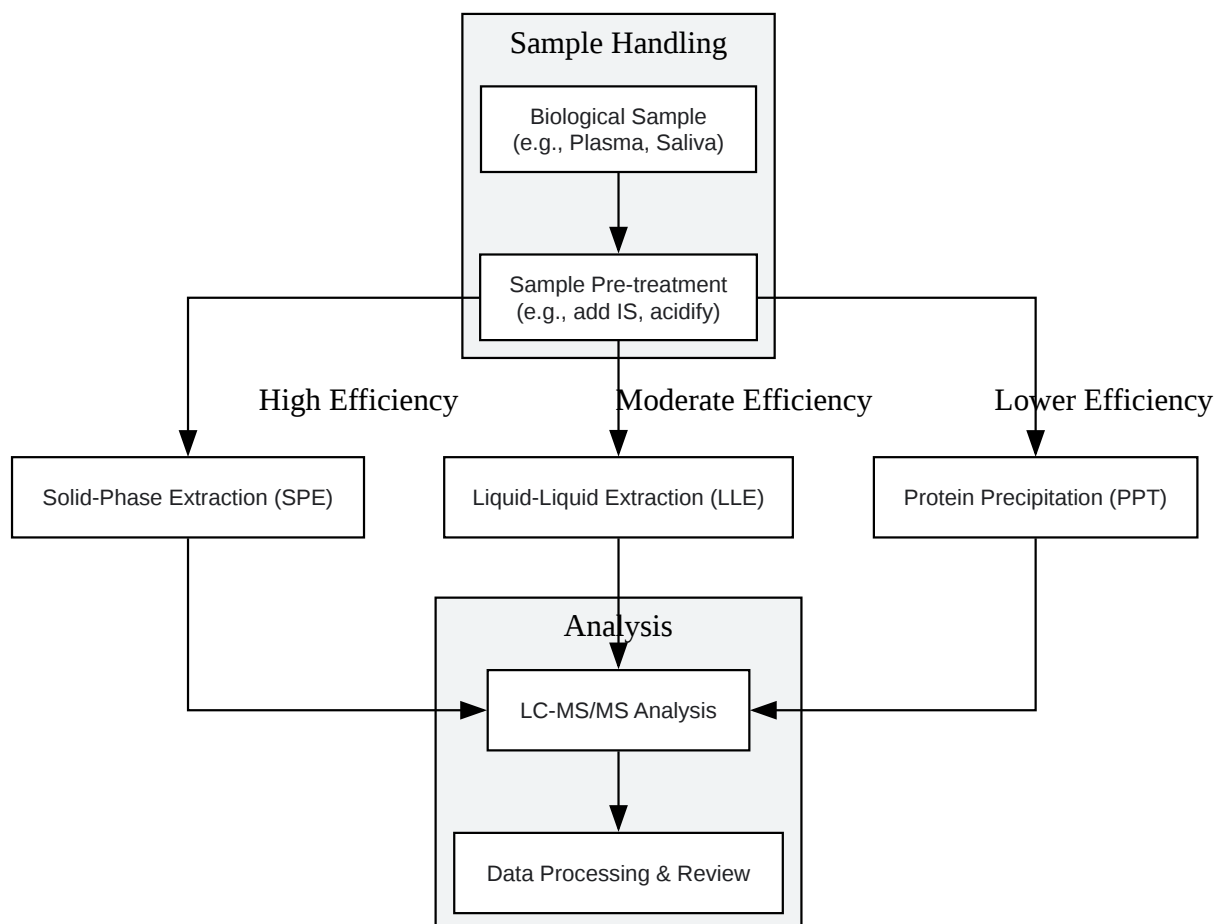 Sample Handling
Biological Sample
(e.g., Plasma, Saliva)
Sample Pre-treatment
(e.g., add IS, acidify)
High Efficiency
Moderate Efficiency
Lower Efficiency
Solid-Phase Extraction (SPE)
Liquid-Liquid Extraction (LLE)
Protein Precipitation (PPT)
Analysis
LC-MS/MS Analysis
Data Processing & Review